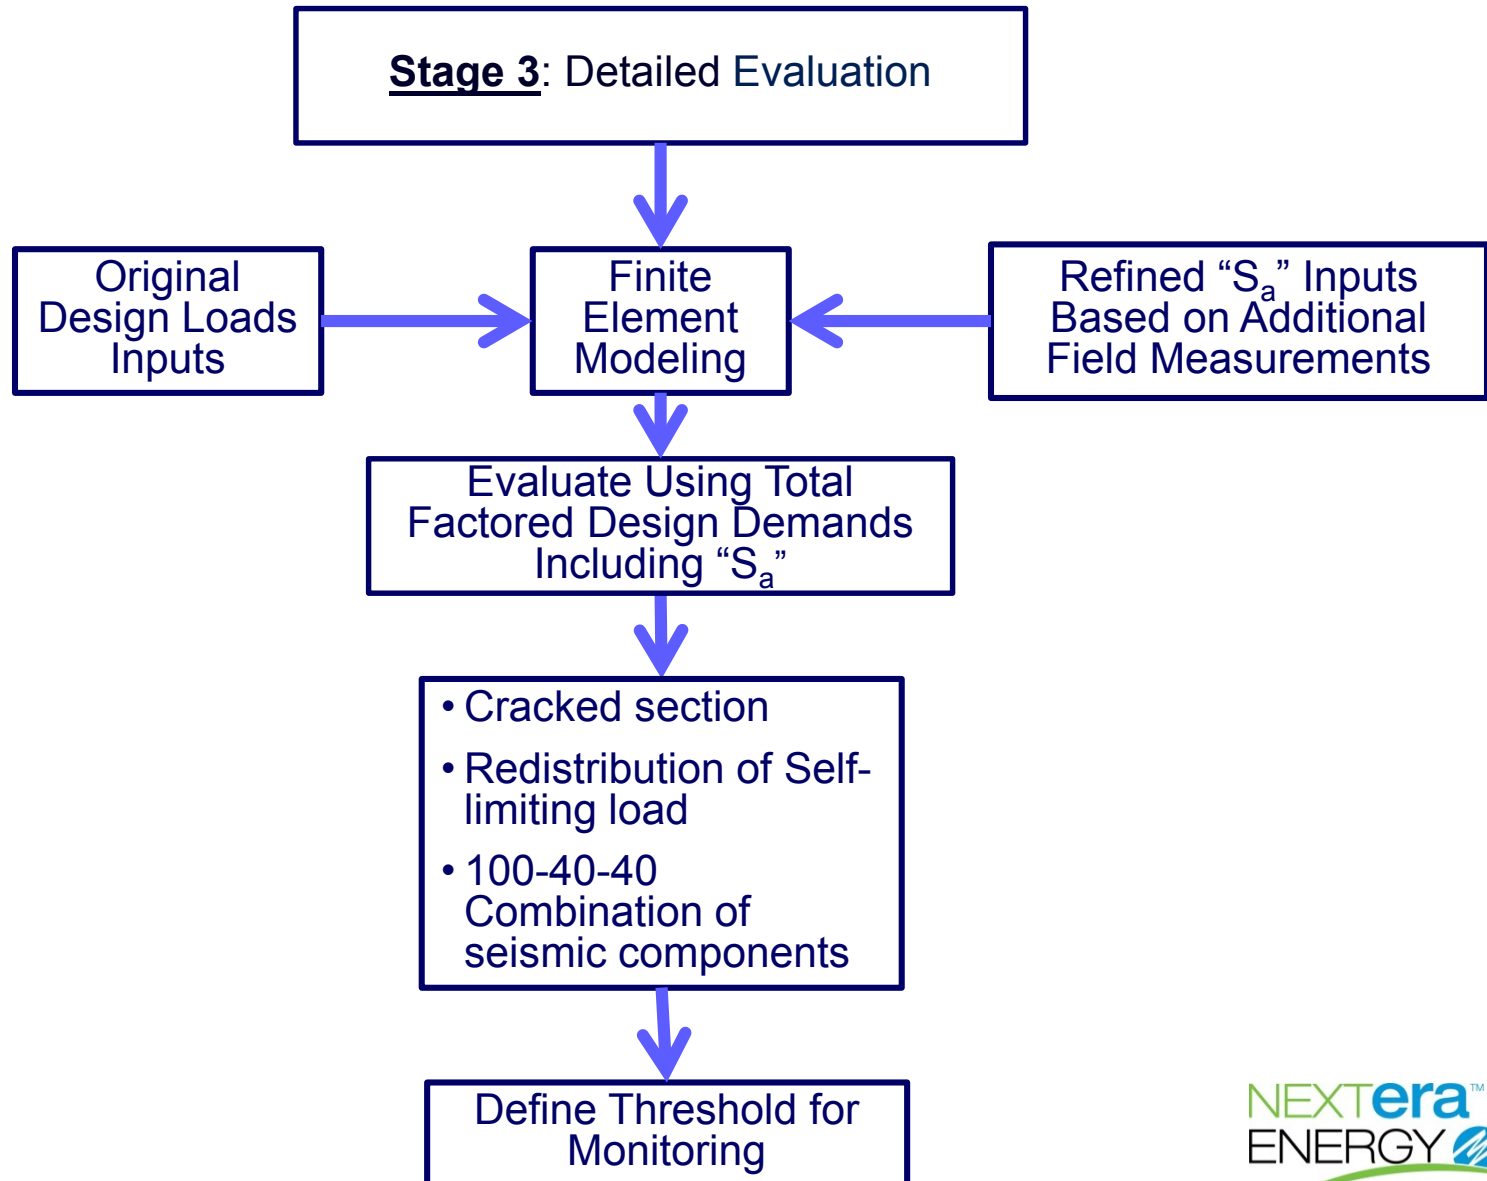 Stage 3: Detailed Evaluation
Original
Design Loads
Inputs
Finite
Element
Modeling
Refined “Sₐ” Inputs
Based on Additional
Field Measurements
Evaluate Using Total
Factored Design Demands
Including “Sₐ”
• Cracked section
• Redistribution of Self-
limiting load
• 100-40-40
Combination of
seismic components
Define Threshold for
Monitoring
NEXTera™
ENERGY